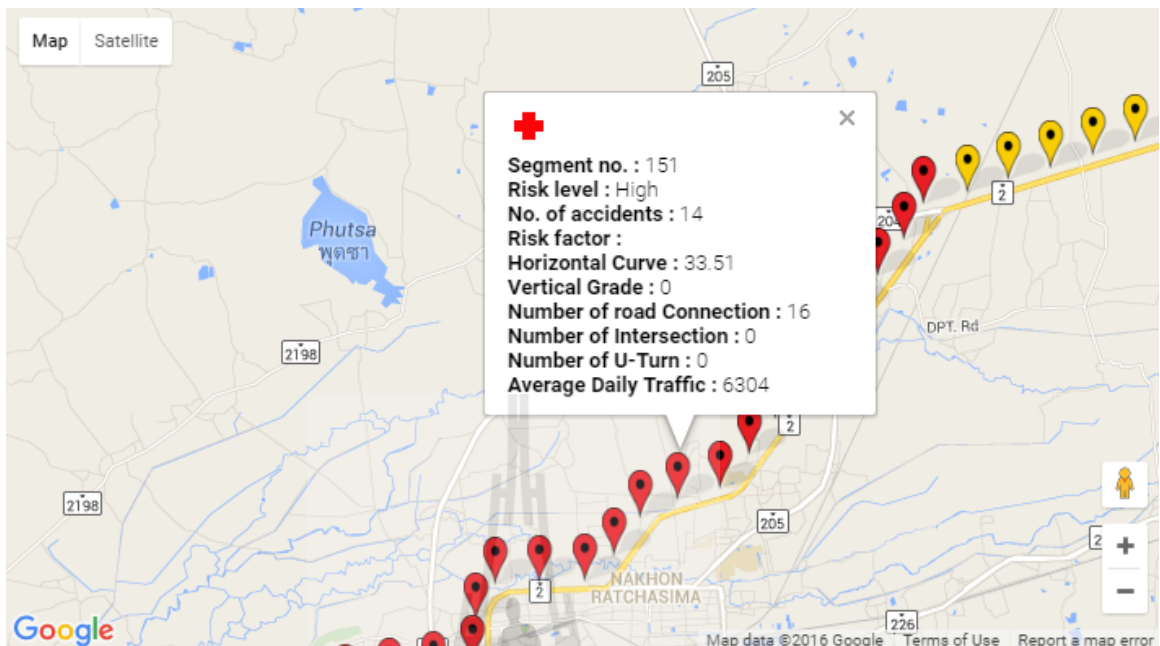 Map Satellite
205
Segment no. : 151
Risk level : High
No. of accidents : 14
Risk factor :
Horizontal Curve : 33.51
Vertical Grade : 0
Number of road Connection : 16
Number of Intersection : 0
Number of U-Turn : 0
Average Daily Traffic : 6304
×
2
204
Phutsa
พุดซา
DPT. Rd
2198
2
2198
205
2
NAKHON
RATCHASIMA
226
+
−
Google
Map data ©2016 Google Terms of Use Report a map error